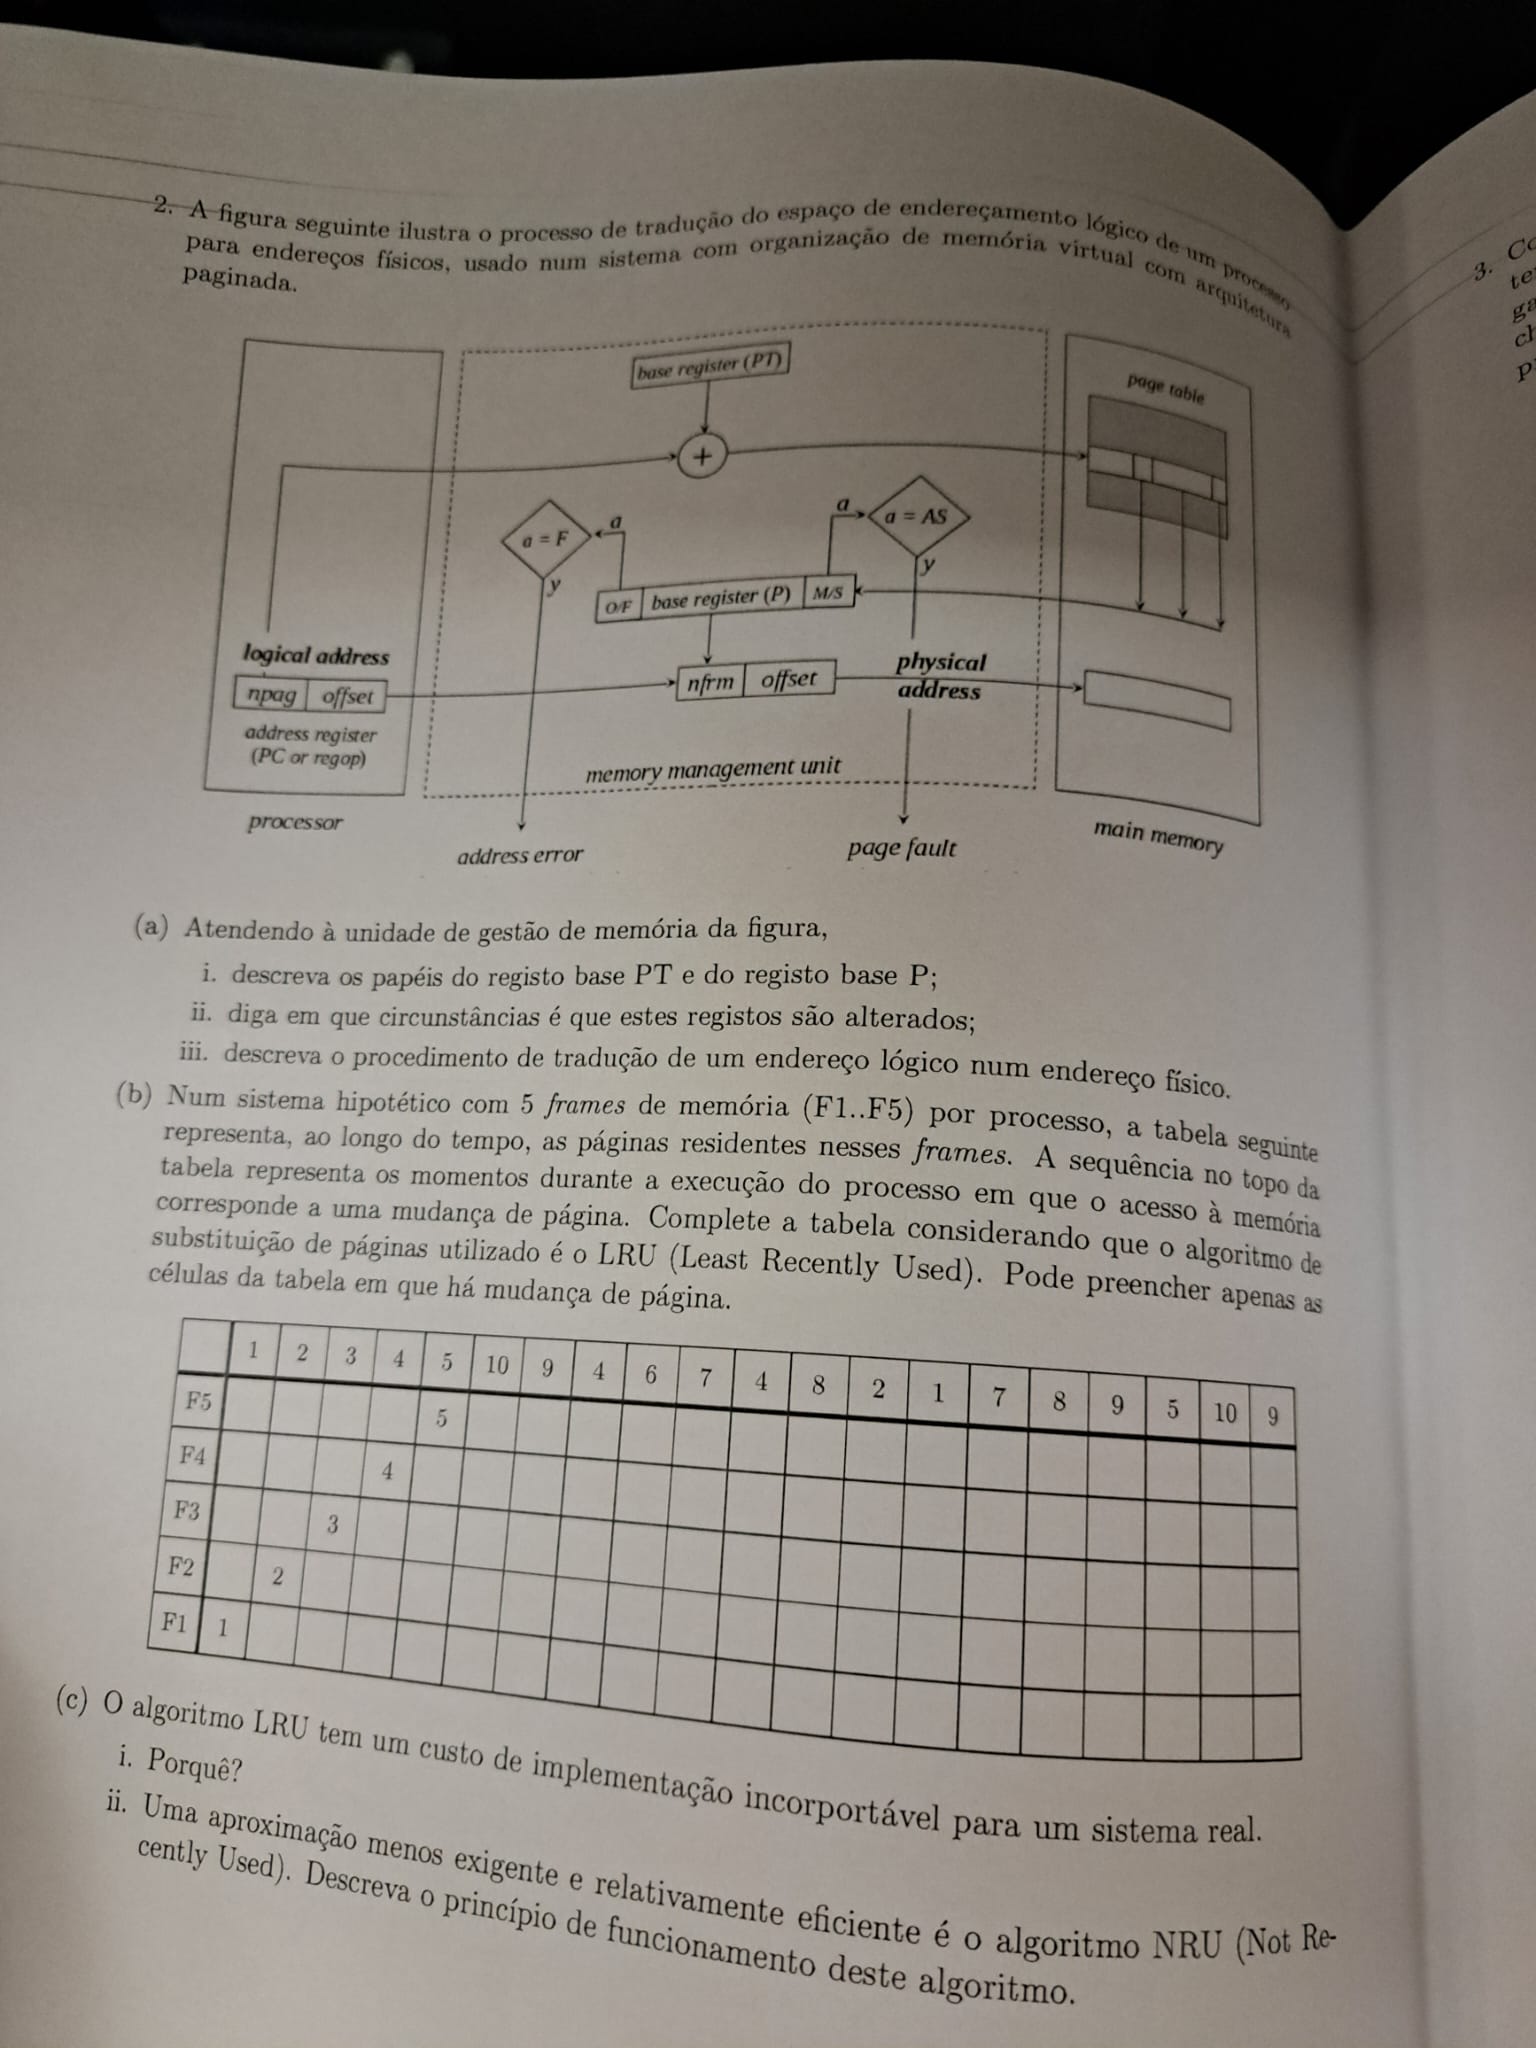 2. A figura seguinte ilustra o processo de tradução do espaço de endereçamento lógico de um processo
para endereços físicos, usado num sistema com organização de memória virtual com arquitetura
paginada.
base register (PT)
page table
+
a = F
a
a
a = AS
y
y
O/F base register (P) M/S
logical address
npag offset
nfrm offset
physical
address
address register
(PC or regop)
memory management unit
processor
address error
page fault
main memory
(a) Atendendo à unidade de gestão de memória da figura,
i. descreva os papéis do registo base PT e do registo base P;
ii. diga em que circunstâncias é que estes registos são alterados;
iii. descreva o procedimento de tradução de um endereço lógico num endereço físico.
(b) Num sistema hipotético com 5 frames de memória (F1..F5) por processo, a tabela seguinte
representa, ao longo do tempo, as páginas residentes nesses frames. A sequência no topo da
tabela representa os momentos durante a execução do processo em que o acesso à memória
corresponde a uma mudança de página. Complete a tabela considerando que o algoritmo de
substituição de páginas utilizado é o LRU (Least Recently Used). Pode preencher apenas as
células da tabela em que há mudança de página.
1 2 3 4 5 10 9 4 6 7 4 8 2 1 7 8 9 5 10 9
F5 5
F4 4
F3 3
F2 2
F1 1
(c) O algoritmo LRU tem um custo de implementação incorportável para um sistema real.
i. Porquê?
ii. Uma aproximação menos exigente e relativamente eficiente é o algoritmo NRU (Not Re-
cently Used). Descreva o princípio de funcionamento deste algoritmo.
3.